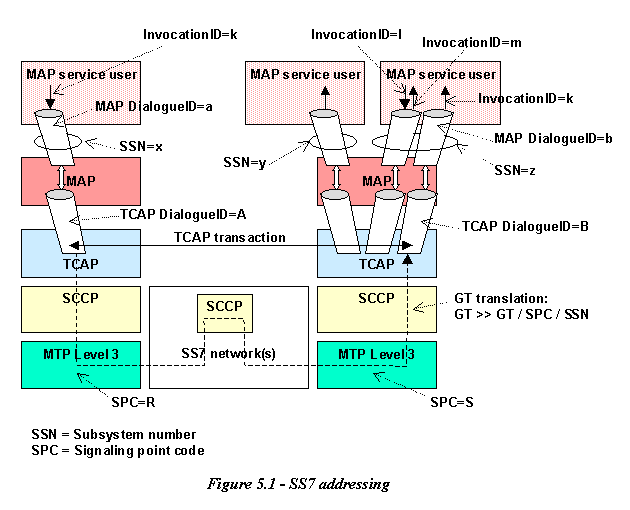 InvocationID=k
InvocationID=l
InvocationID=m
MAP service user
MAP service user
MAP service user
MAP DialogueID=a
InvocationID=k
MAP DialogueID=b
SSN=x
SSN=y
SSN=z
MAP
MAP
TCAP DialogueID=A
TCAP DialogueID=B
TCAP transaction
TCAP
TCAP
SCCP
SCCP
SCCP
GT translation:
GT >> GT / SPC / SSN
MTP Level 3
SS7 network(s)
MTP Level 3
SPC=R
SPC=S
SSN = Subsystem number
SPC = Signaling point code
Figure 5.1 - SS7 addressing